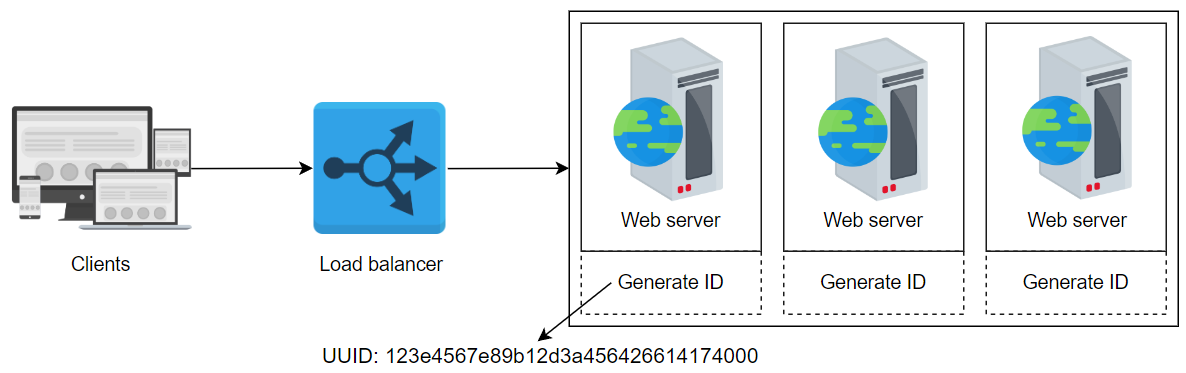 Clients
Load balancer
Web server
Web server
Web server
Generate ID
Generate ID
Generate ID
UUID: 123e4567e89b12d3a456426614174000